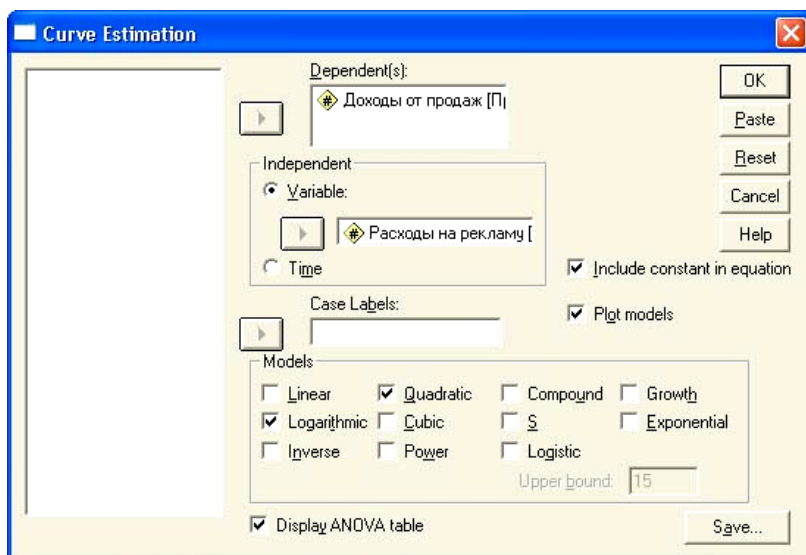 Curve Estimation
Dependent(s):
Доходы от продаж [Пр
OK
Paste
Reset
Cancel
Help
Independent
Variable:
Расходы на рекламу [
Time
Include constant in equation
Case Labels:
Plot models
Models
Linear Quadratic Compound Growth
Logarithmic Cubic S Exponential
Inverse Power Logistic
Upper bound: 15
Display ANOVA table
Save...